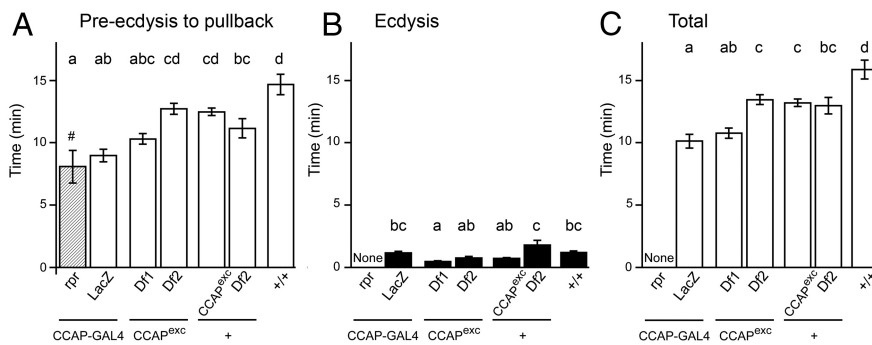 A Pre-ecdysis to pullback
a ab abc cd cd bc d
#
Time (min)
15
10
5
0
rpr LacZ Df1 Df2 CCAPexc Df2 +/+
CCAP-GAL4 CCAPexc +
B Ecdysis
bc a ab ab c bc
Time (min)
15
10
5
0
None
rpr LacZ Df1 Df2 CCAPexc Df2 +/+
CCAP-GAL4 CCAPexc +
C Total
a ab c c bc d
Time (min)
15
10
5
0
None
rpr LacZ Df1 Df2 CCAPexc Df2 +/+
CCAP-GAL4 CCAPexc +